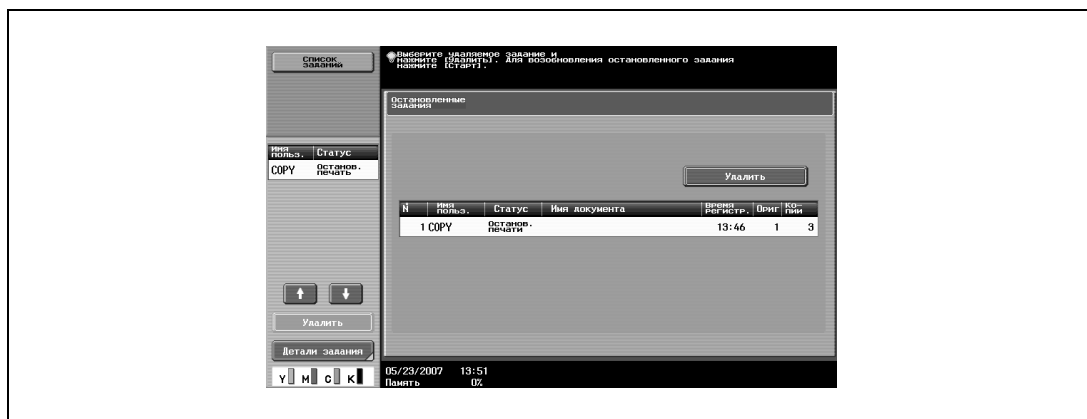 Список
заданий
Выберите удаляемое задание и
нажмите [Удалить]. Для возобновления остановленного задания
нажмите [Старт].
Остановленные
задания
Имя
польз. Статус
COPY Останов.
печать
Удалить
N Имя
польз. Статус Имя документа Время
регистр. Ориг Ко-
пии
1 COPY Останов.
печати 13:46 1 3
Удалить
Детали задания
Y M C K
05/23/2007 13:51
Память 0%